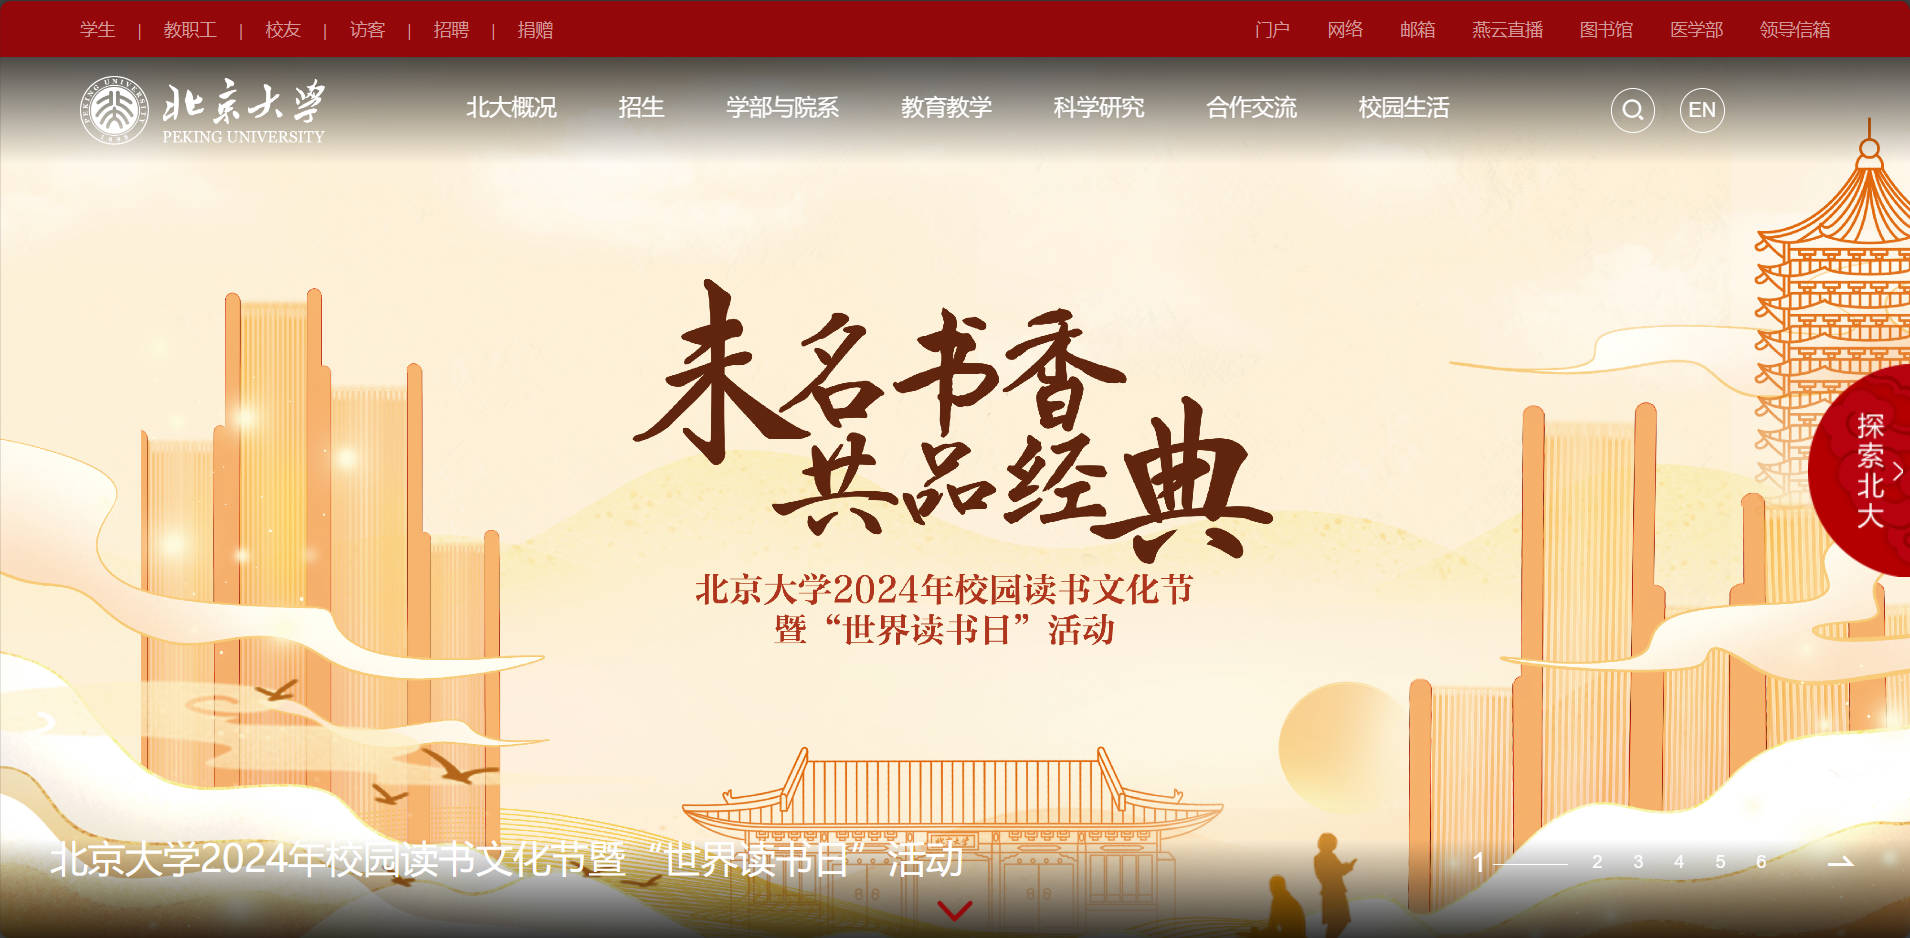 学生 | 教职工 | 校友 | 访客 | 招聘 | 捐赠
门户 网络 邮箱 燕云直播 图书馆 医学部 领导信箱
北京大学
PEKING UNIVERSITY
PEKING UNIVERSITY
1898
北大概况 招生 学部与院系 教育教学 科学研究 合作交流 校园生活
EN
未名书香
共品经典
北京大学2024年校园读书文化节
暨“世界读书日”活动
探索北大
北京大学2024年校园读书文化节暨“世界读书日”活动
1 2 3 4 5 6